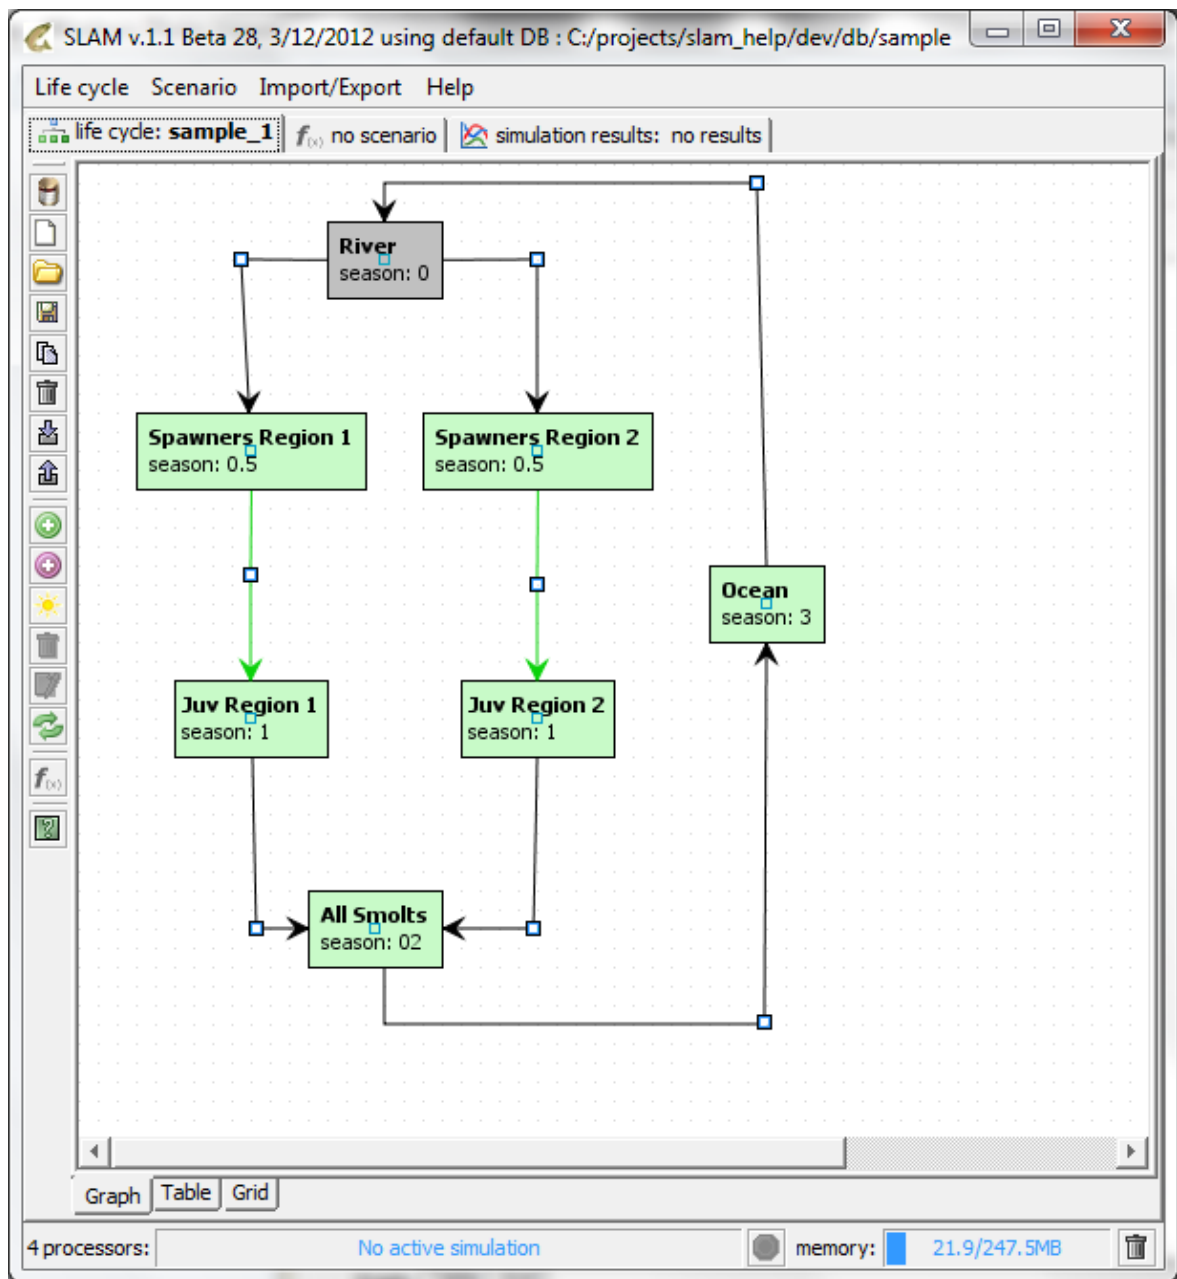 SLAM v.1.1 Beta 28, 3/12/2012 using default DB : C:/projects/slam_help/dev/db/sample
Life cycle Scenario Import/Export Help
life cycle: sample_1 f(x) no scenario simulation results: no results
River
season: 0
Spawners Region 1
season: 0.5
Spawners Region 2
season: 0.5
Ocean
season: 3
Juv Region 1
season: 1
Juv Region 2
season: 1
f(x)
All Smolts
season: 02
Graph Table Grid
4 processors: No active simulation memory: 21.9/247.5MB